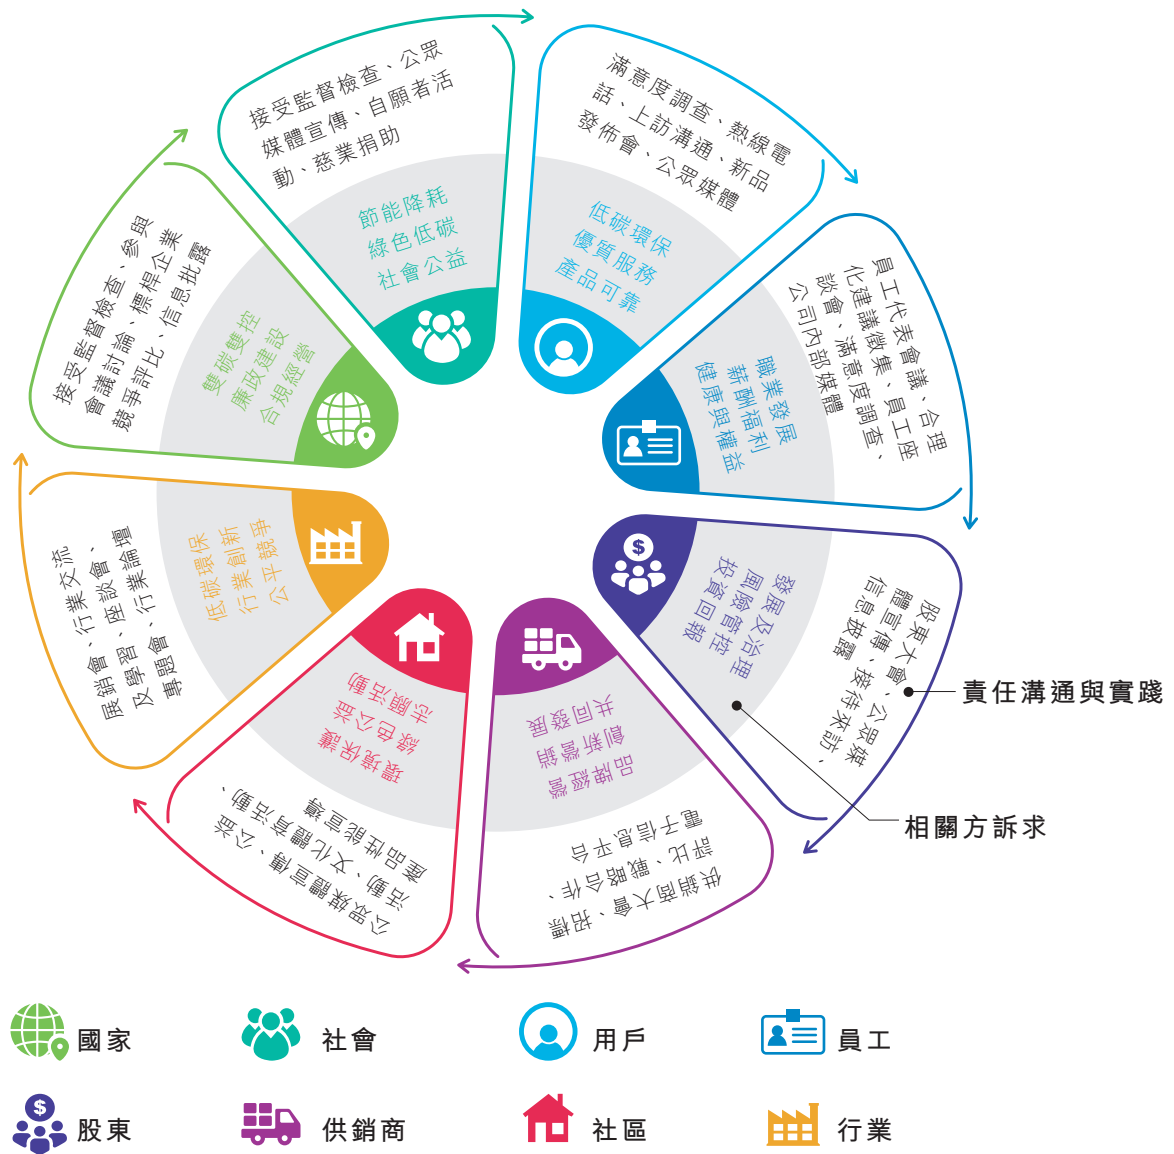 接受監督檢查、公眾
媒體宣傳、自願者活
動、慈業捐助
節能降耗
綠色低碳
社會公益
滿意度調查、熱線電
話、上訪溝通、新品
發佈會、公眾媒體
低碳環保
優質服務
產品可靠
員工代表會議、合理
化建議徵集、員工座
談會、滿意度調查、
公司內部媒體
職業發展
薪酬福利
健康與權益
股東大會、公眾媒
體宣傳、接待來訪、
信息披露
發展及治理
風險管控
投資回報
供銷商大會、招標
評比、戰略合作、
電子信息平台
品牌經營
創新營銷
共同發展
公眾媒體宣傳、公益
活動、文化體育活動、
產品性能宣導
環境保護
綠色公益
志願活動
展銷會、行業交流
及學習、座談會、
專題會、行業論壇
低碳環保
行業創新
公平競爭
接受監督檢查、參與
會議討論、標桿企業
競爭評比、信息批露
雙碳雙控
廉政建設
合規經營
責任溝通與實踐
相關方訴求
國家
社會
用戶
員工
$
股東
供銷商
社區
行業